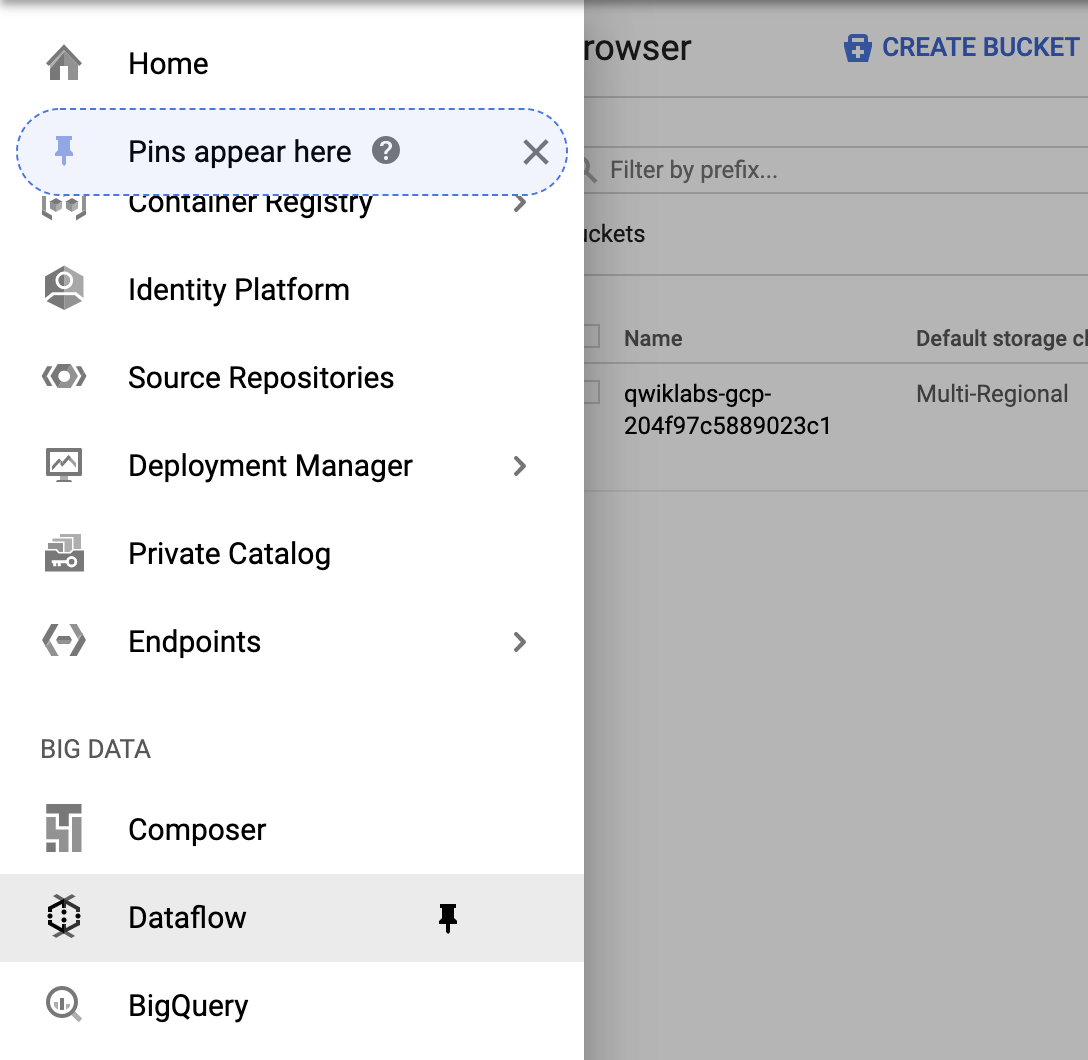 Home
Pins appear here
Container Registry
Identity Platform
Source Repositories
Deployment Manager
Private Catalog
Endpoints
BIG DATA
Composer
Dataflow
BigQuery
rowser
CREATE BUCKET
Filter by prefix...
uckets
Name
Default storage cl
qwiklabs-gcp-
204f97c5889023c1
Multi-Regional